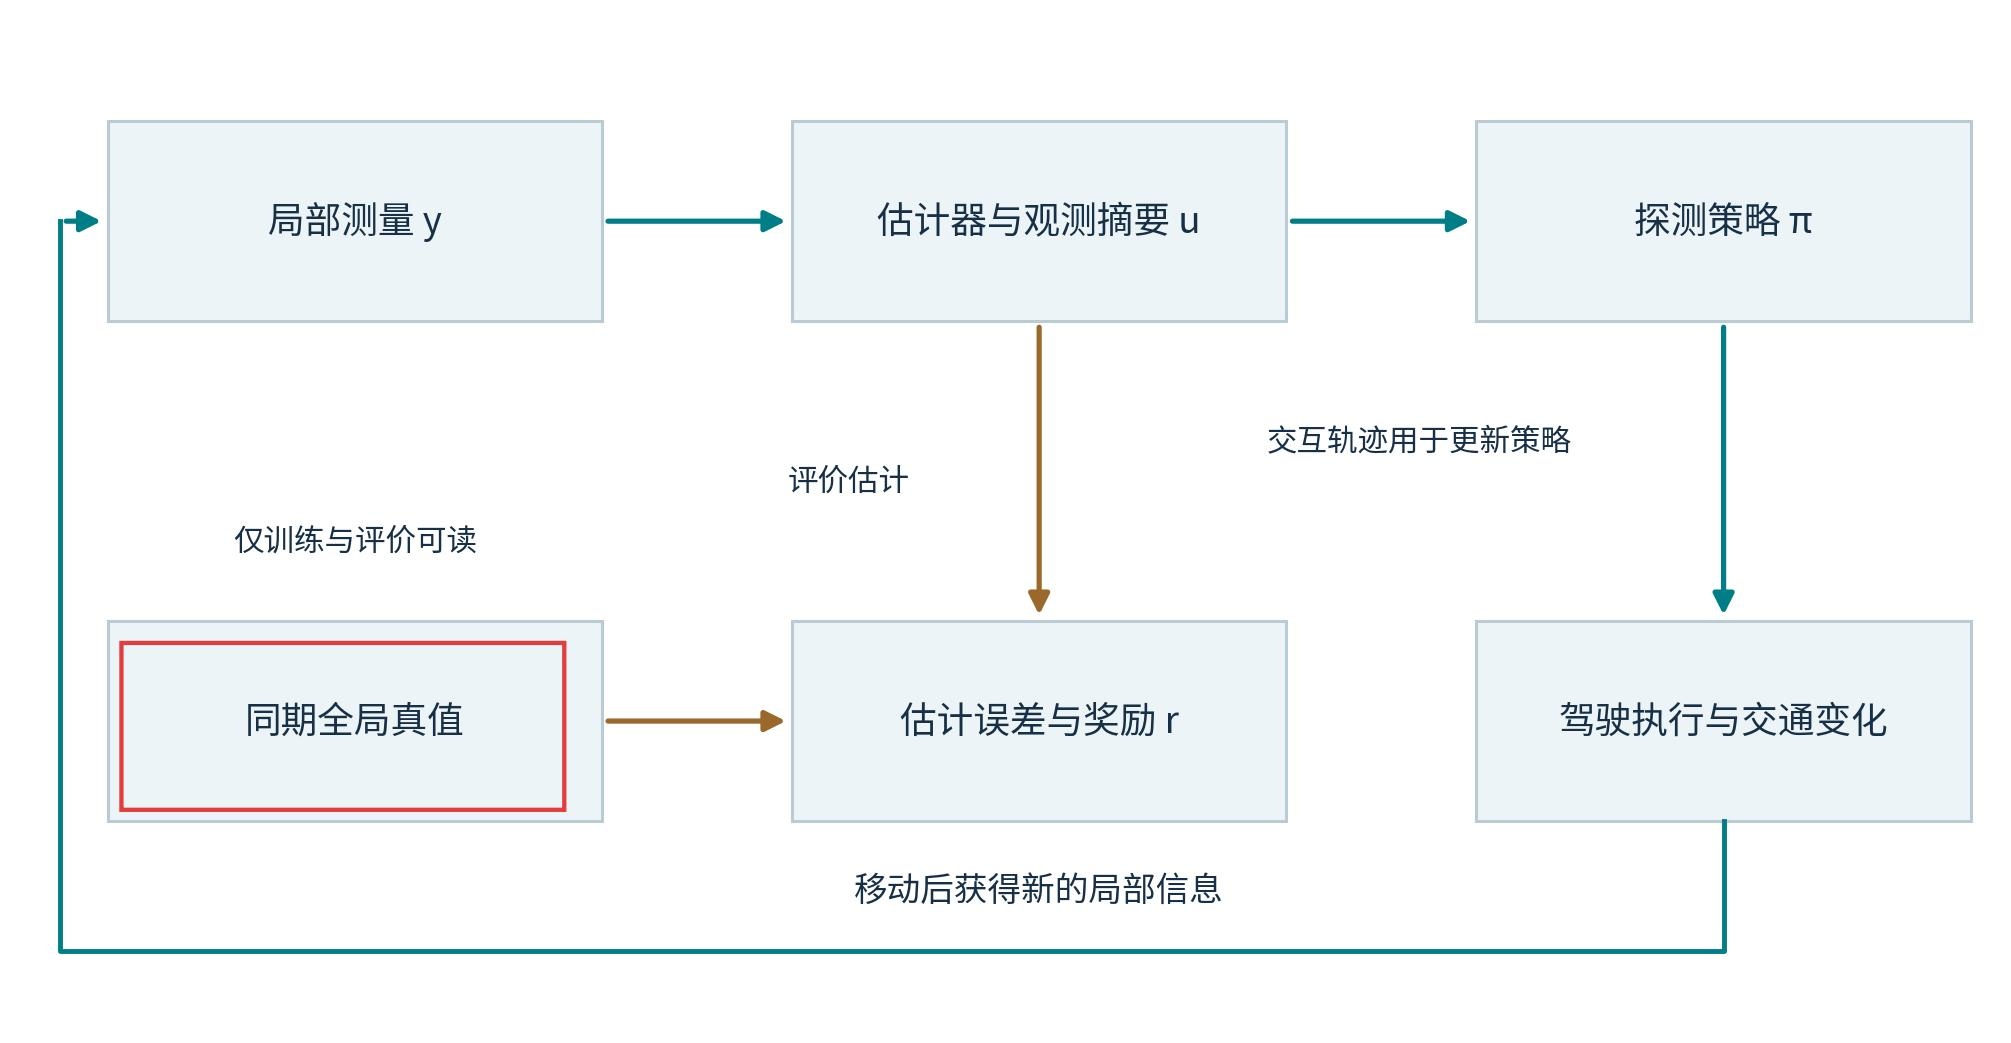 局部测量 y
估计器与观测摘要 u
探测策略 π
交互轨迹用于更新策略
评价估计
仅训练与评价可读
同期全局真值
估计误差与奖励 r
驾驶执行与交通变化
移动后获得新的局部信息